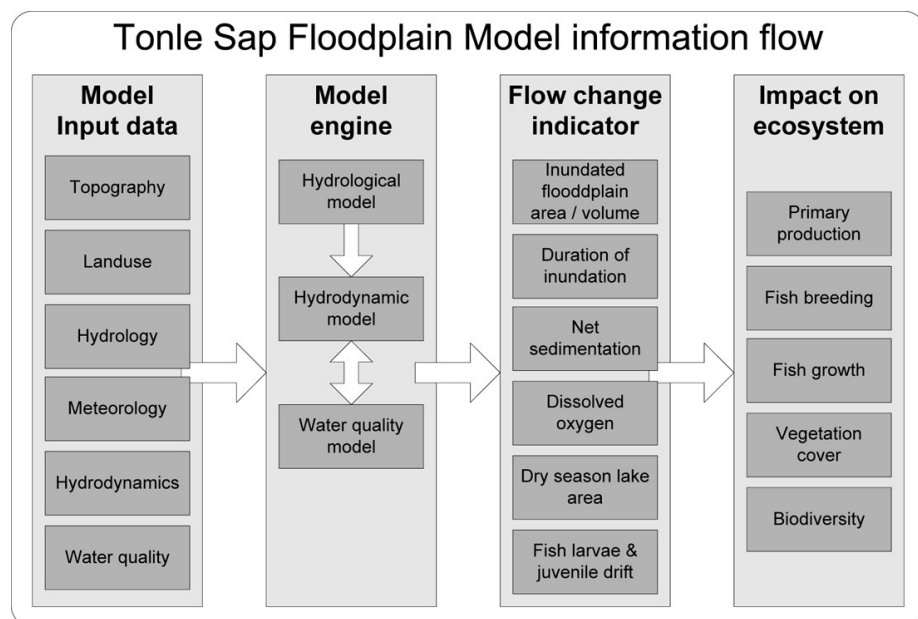 Tonle Sap Floodplain Model information flow
Model
Input data
Topography
Landuse
Hydrology
Meteorology
Hydrodynamics
Water quality
Model
engine
Hydrological
model
Hydrodynamic
model
Water quality
model
Flow change
indicator
Inundated
flooddplain
area / volume
Duration of
inundation
Net
sedimentation
Dissolved
oxygen
Dry season lake
area
Fish larvae &
juvenile drift
Impact on
ecosystem
Primary
production
Fish breeding
Fish growth
Vegetation
cover
Biodiversity